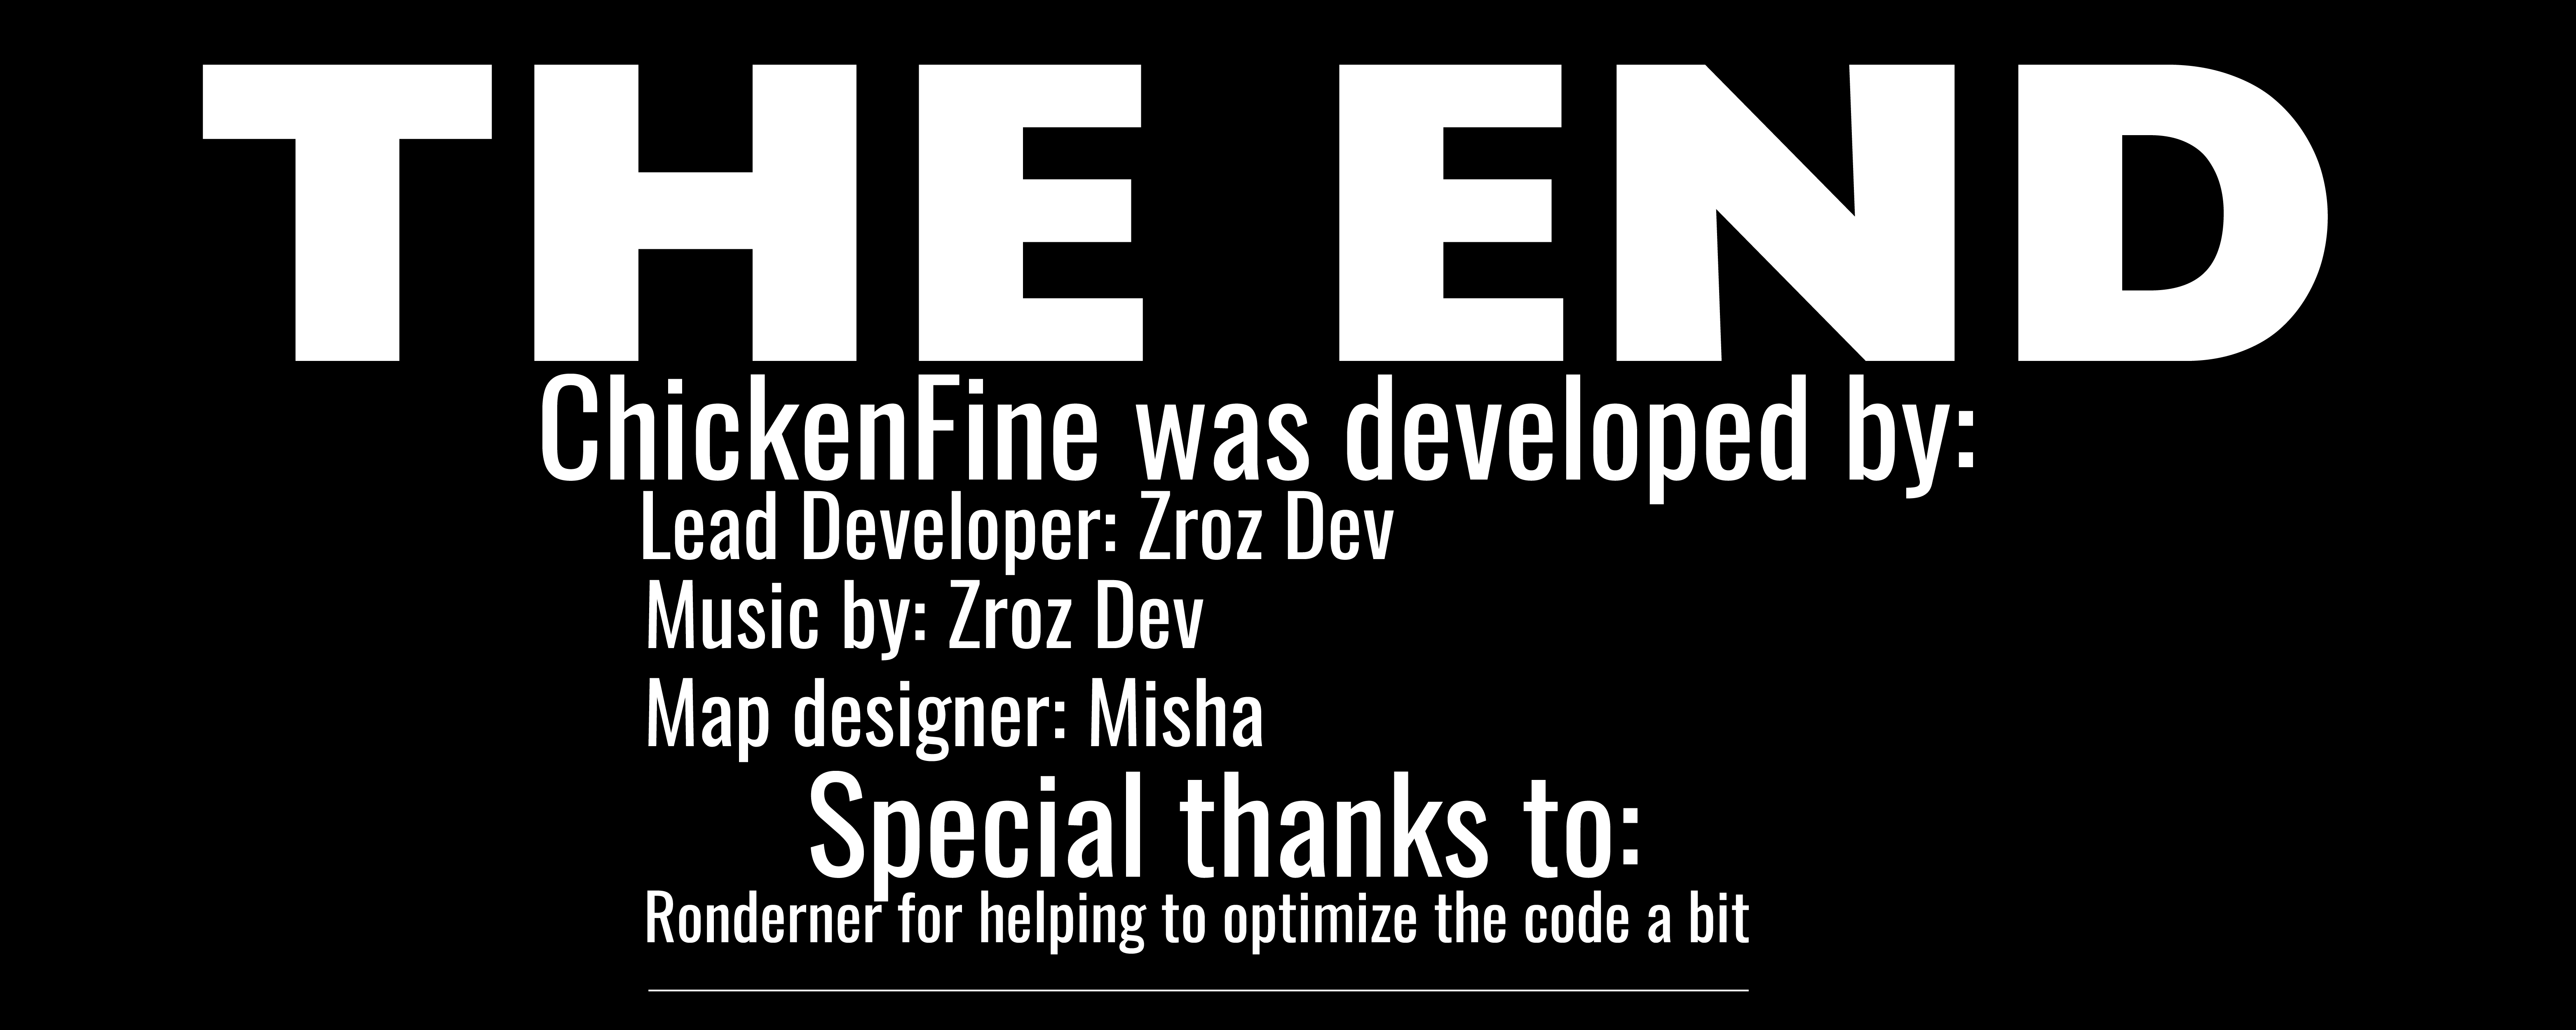 THE END
ChickenFine was developed by:
Lead Developer: Zroz Dev
Music by: Zroz Dev
Map designer: Misha
Special thanks to:
Ronderner for helping to optimize the code a bit